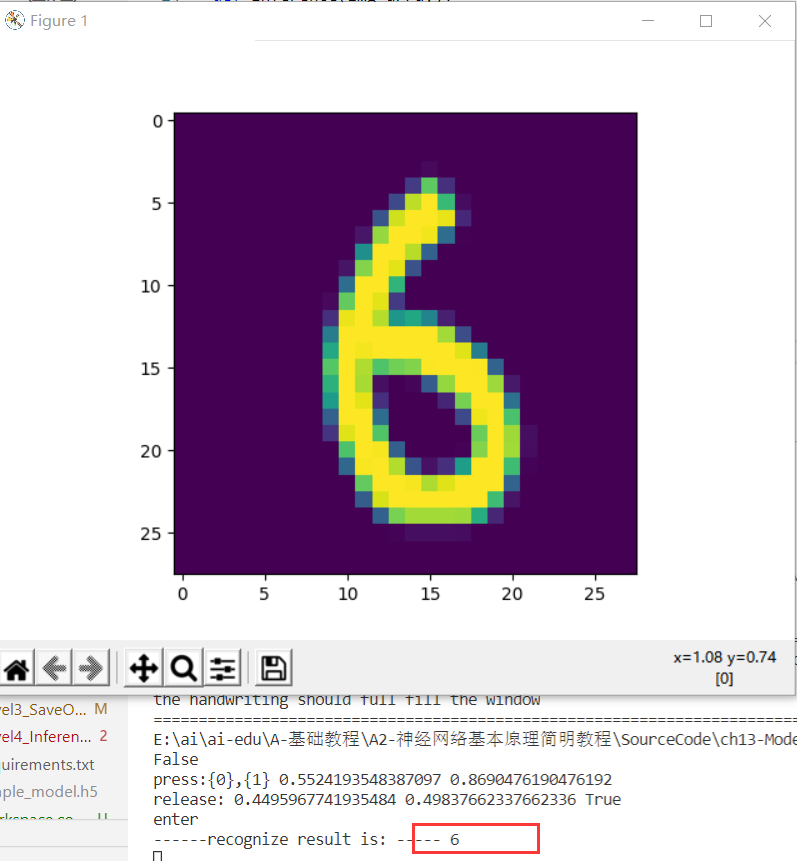 Figure 1
0
5
10
15
20
25
0 5 10 15 20 25
x=1.08 y=0.74
[0]
the handwriting should full fill the window
vel3_SaveO... M
vel4_Inferen... 2
quirements.txt
mple_model.h5
================================================================
E:\ai\ai-edu\A-基础教程\A2-神经网络基本原理简明教程\SourceCode\ch13-Mode
False
press:{0},{1} 0.5524193548387097 0.8690476190476192
release: 0.4495967741935484 0.49837662337662336 True
enter
------recognize result is: ----- 6